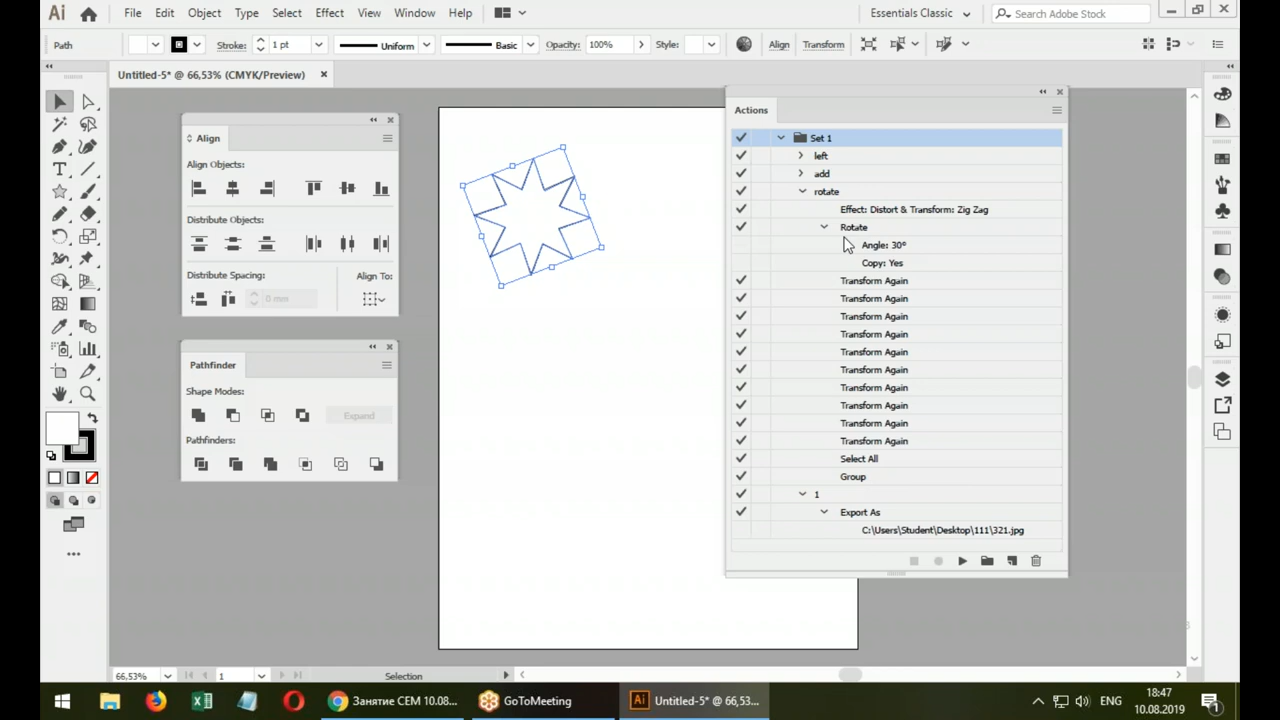 Ai File Edit Object Type Select Effect View Window Help Essentials Classic Search Adobe Stock
Path Stroke: 1 pt Uniform Basic Opacity: 100% Style: Align Transform
Untitled-5* @ 66,53% (CMYK/Preview)
Align
Align Objects:
Distribute Objects:
Distribute Spacing: Align To:
0 mm
Pathfinder
Shape Modes:
Expand
Pathfinders:
Actions
Set 1
left
add
rotate
Effect: Distort & Transform: Zig Zag
Rotate
Angle: 30°
Copy: Yes
Transform Again
Transform Again
Transform Again
Transform Again
Transform Again
Transform Again
Transform Again
Transform Again
Transform Again
Transform Again
Select All
Group
1
Export As
C:\Users\Student\Desktop\111\321.jpg
66,53% 1 Selection
Занятие СЕМ 10.08... GoToMeeting Ai Untitled-5* @ 66,53... ENG 18:47
10.08.2019 1